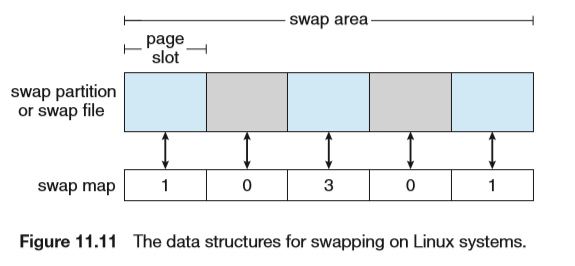 swap area
page
slot
swap partition
or swap file
swap map
1 0 3 0 1
Figure 11.11 The data structures for swapping on Linux systems.